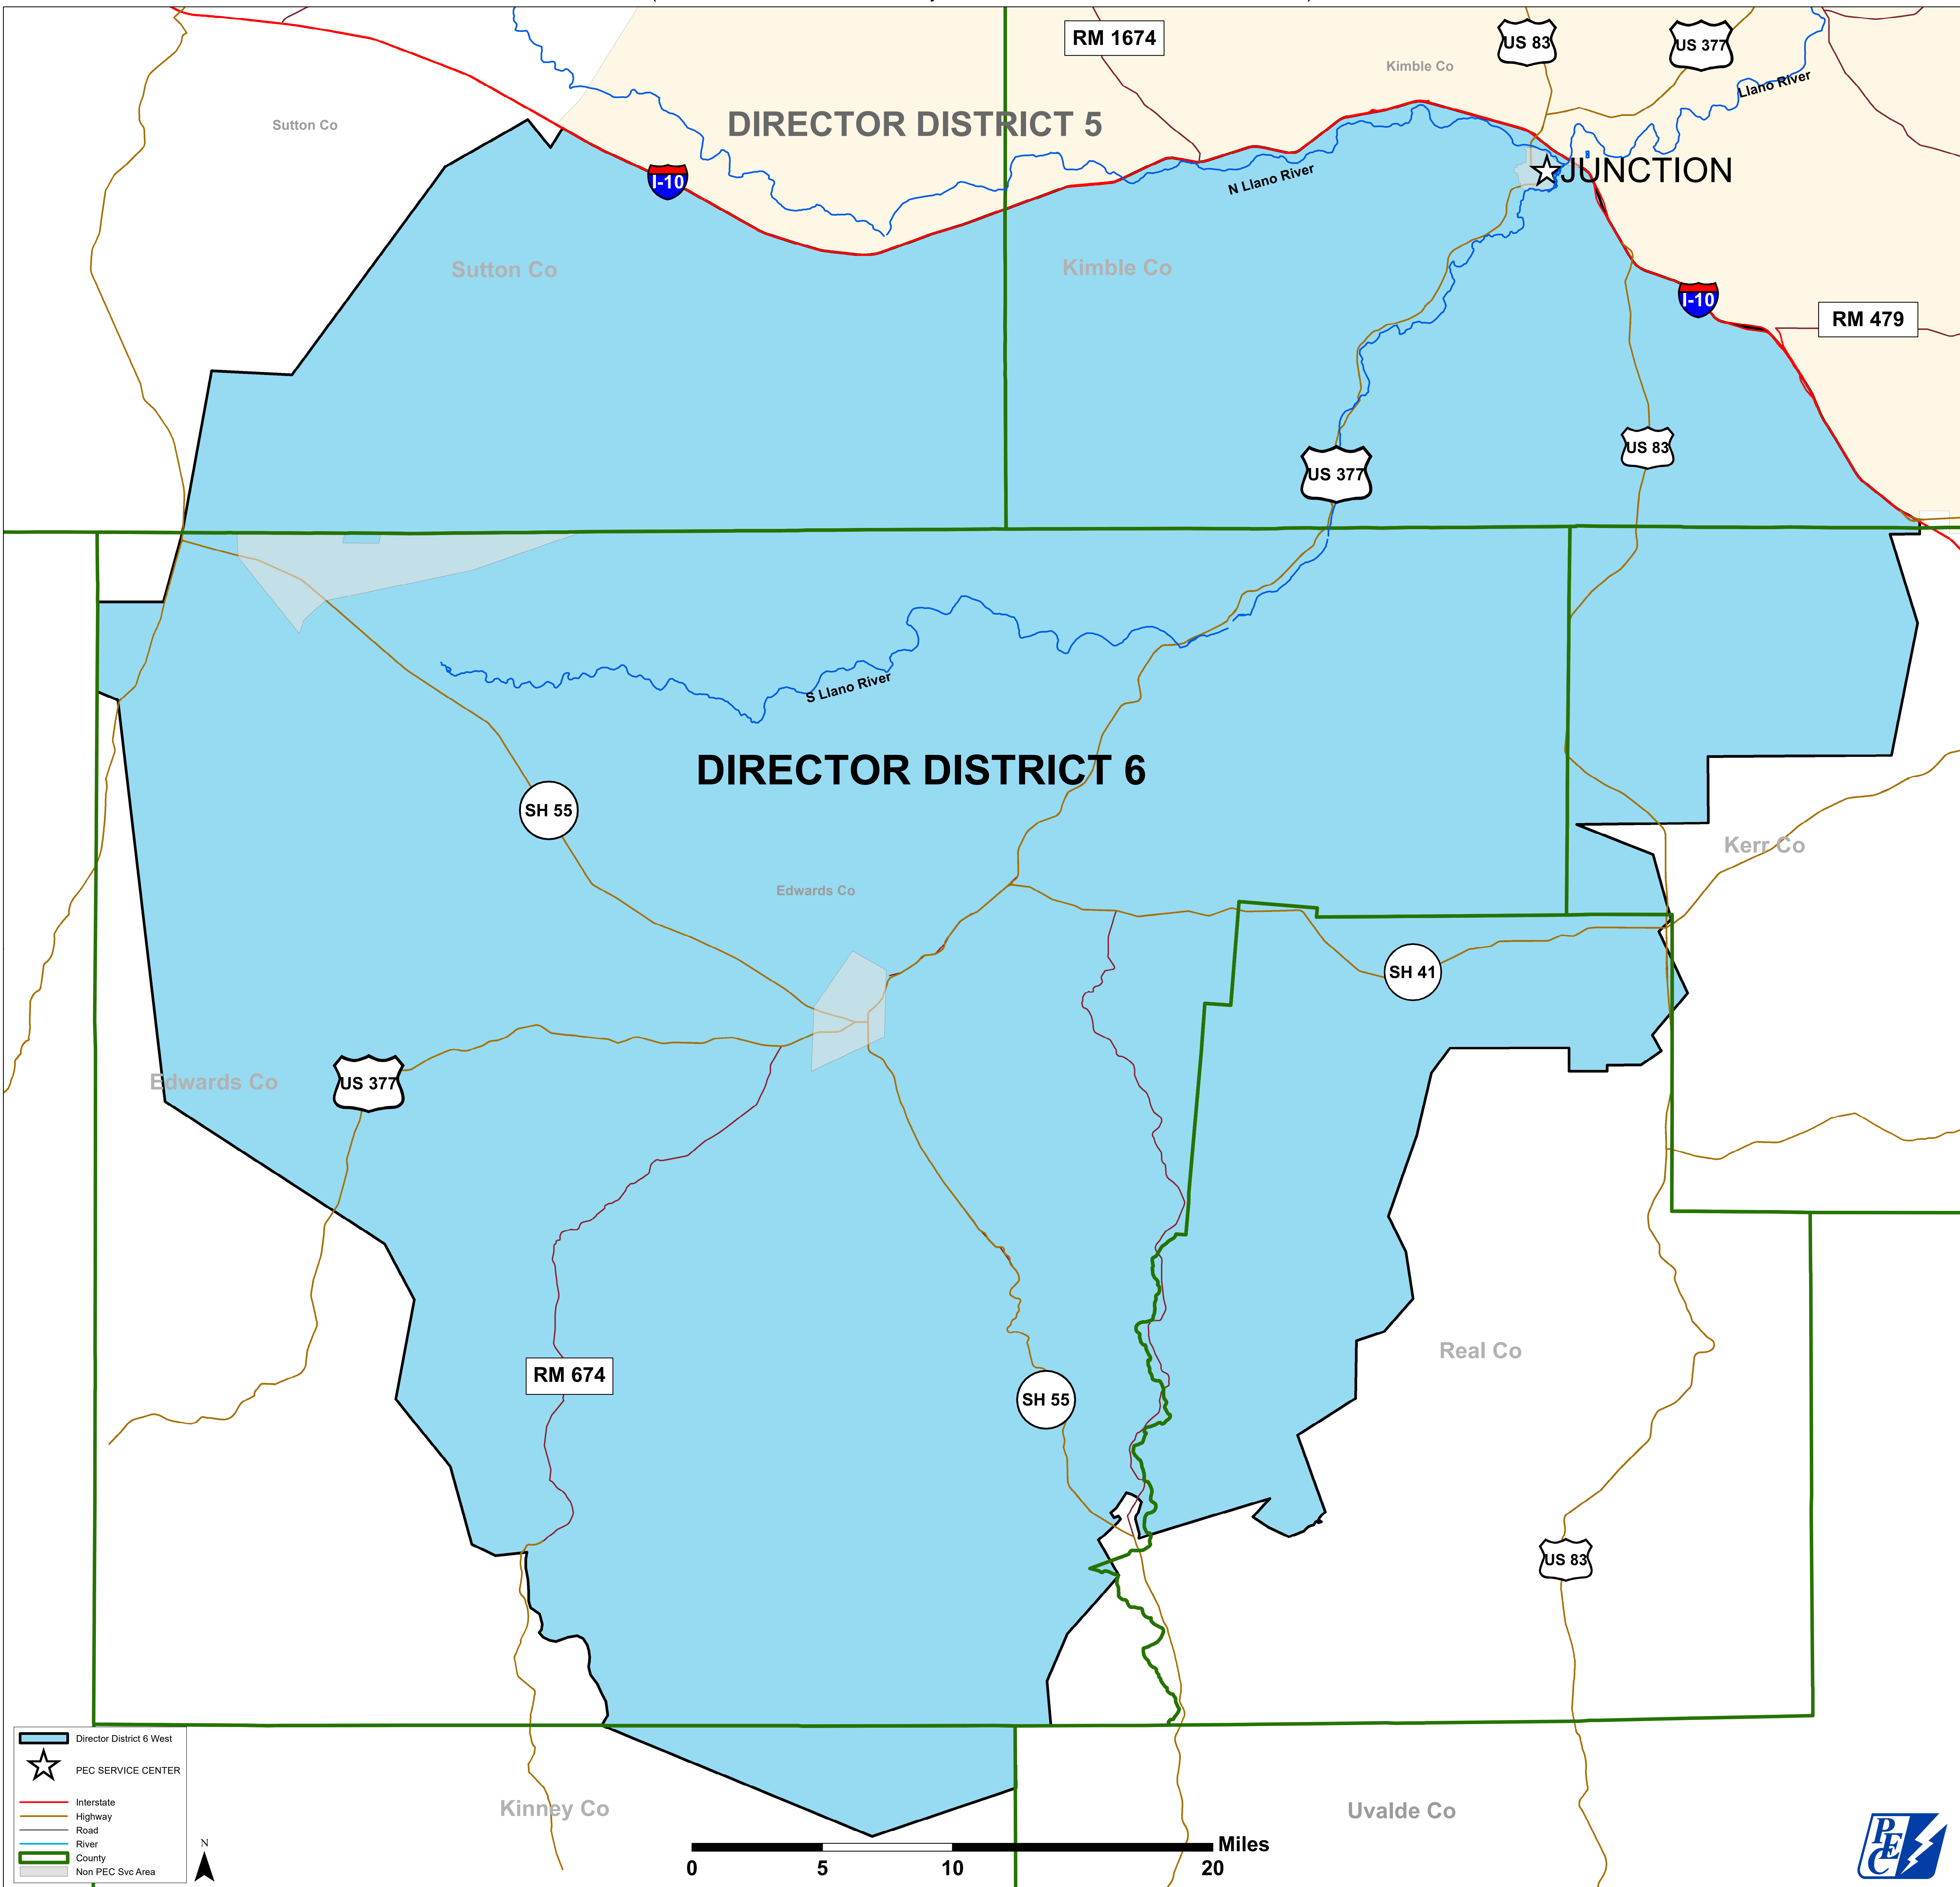 RM 1674
US 83
US 377
Kimble Co
Llano River
Sutton Co
DIRECTOR DISTRICT 5
I-10
N Llano River
JUNCTION
Sutton Co
Kimble Co
I-10
RM 479
US 83
US 377
S Llano River
DIRECTOR DISTRICT 6
SH 55
Kerr Co
Edwards Co
SH 41
Edwards Co
US 377
Real Co
RM 674
SH 55
US 83
Director District 6 West
PEC SERVICE CENTER
Interstate
Highway
Road
River
County
Non PEC Svc Area
N
Kinney Co
Uvalde Co
Miles
0 5 10 20
PEC